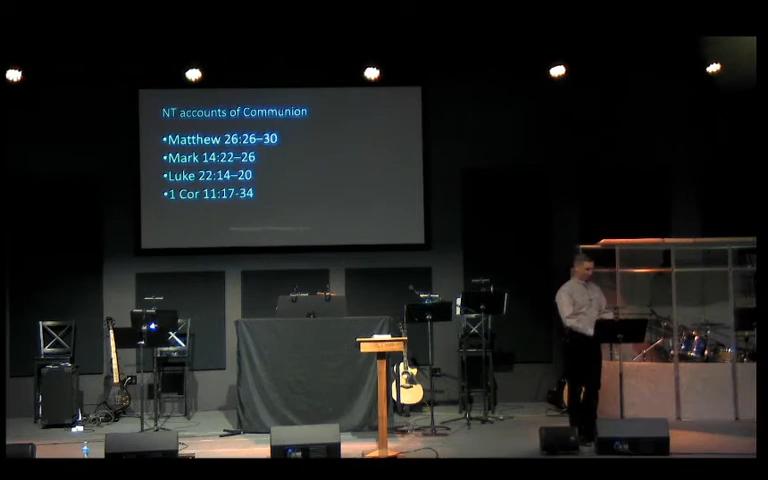 NT accounts of Communion
•Matthew 26:26–30
•Mark 14:22–26
•Luke 22:14–20
•1 Cor 11:17-34